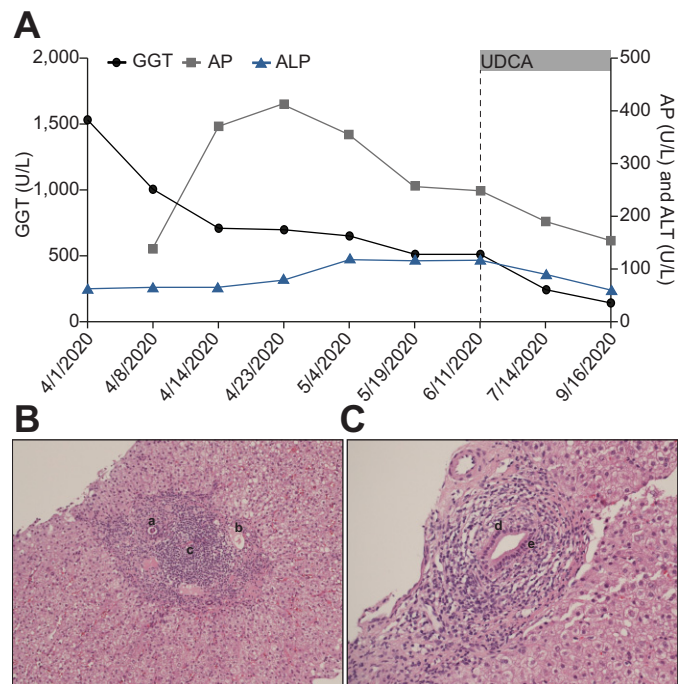 A
2,000
1,500
1,000
500
0
GGT (U/L)
GGT
AP
ALP
UDCA
500
400
300
200
100
0
AP (U/L) and ALT (U/L)
4/1/2020
4/8/2020
4/14/2020
4/23/2020
5/4/2020
5/19/2020
6/11/2020
7/14/2020
9/16/2020
B
a
b
c
C
d
e